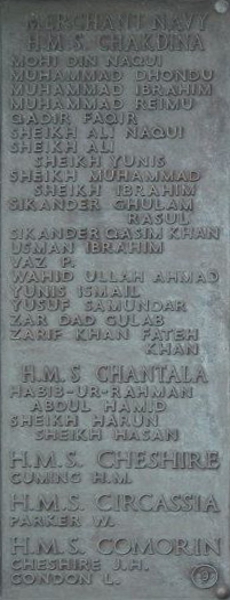 MERCHANT NAVY
H.M.S. CHAKDINA
MOHI DIN NAQUI
MUHAMMAD DHONDU
MUHAMMAD IBRAHIM
MUHAMMAD REIMU
QADIR FAQIR
SHEIKH ALI NAQUI
SHEIKH ALI
SHEIKH YUNIS
SHEIKH MUHAMMAD
SHEIKH IBRAHIM
SIKANDER GHULAM
RASUL
SIKANDER QASIM KHAN
USMAN IBRAHIM
VAZ P.
WAHID ULLAH AHMAD
YUNIS ISMAIL
YUSUF SAMUNDAR
ZAR DAD GULAB
ZARIF KHAN FATEH
KHAN
H.M.S CHANTALA
HABIB-UR-RAHMAN
ABDUL HAMID
SHEIKH HARUN
SHEIKH HASAN
H.M.S. CHESHIRE
CUMING H.M.
H.M.S. CIRCASSIA
PARKER W.
H.M.S. COMORIN
CHESHIRE J.H.
CONDON L.